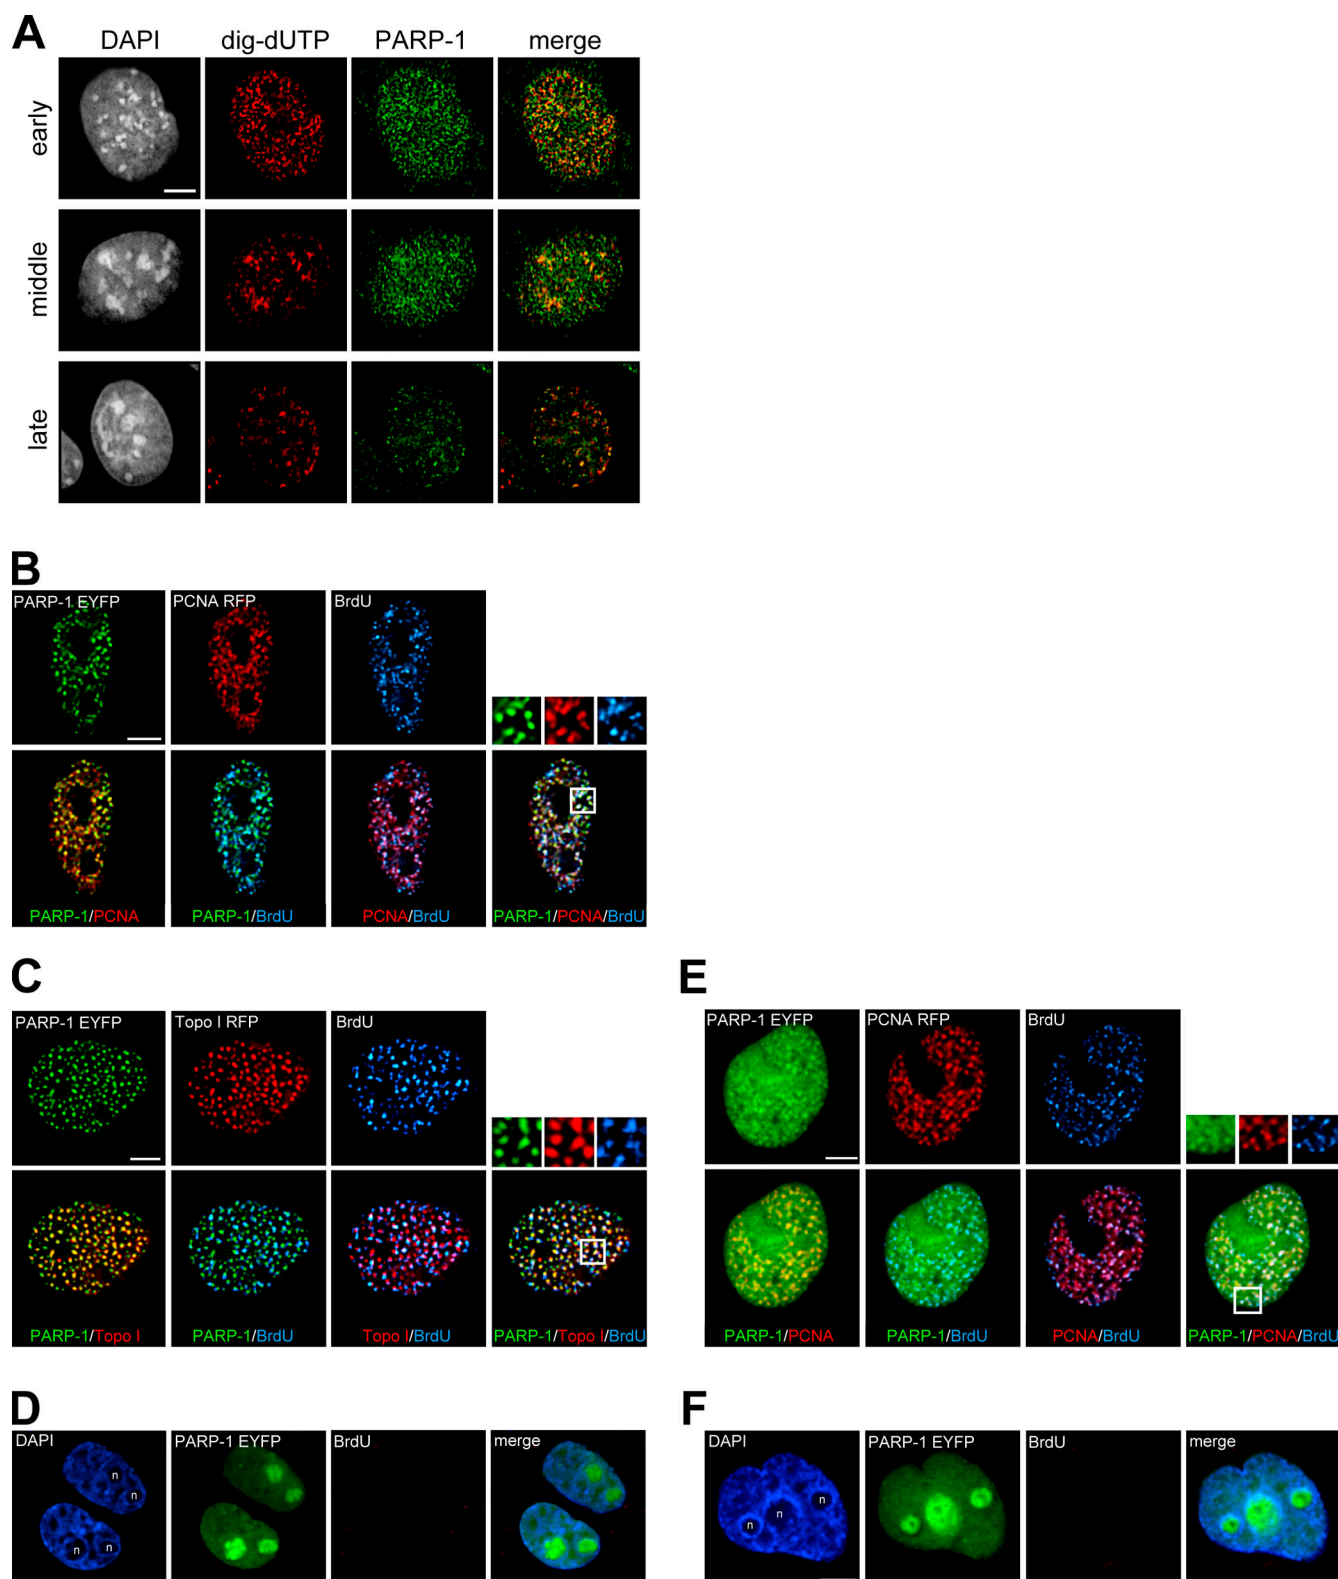 A
DAPI dig-dUTP PARP-1 merge
early
middle
late
B
PARP-1 EYFP PCNA RFP BrdU
PARP-1/PCNA PARP-1/BrdU PCNA/BrdU PARP-1/PCNA/BrdU
C
PARP-1 EYFP Topo I RFP BrdU
PARP-1/Topo I PARP-1/BrdU Topo I/BrdU PARP-1/Topo I/BrdU
E
PARP-1 EYFP PCNA RFP BrdU
PARP-1/PCNA PARP-1/BrdU PCNA/BrdU PARP-1/PCNA/BrdU
D
DAPI PARP-1 EYFP BrdU merge
n
n
n n
F
DAPI PARP-1 EYFP BrdU merge
n
n
n